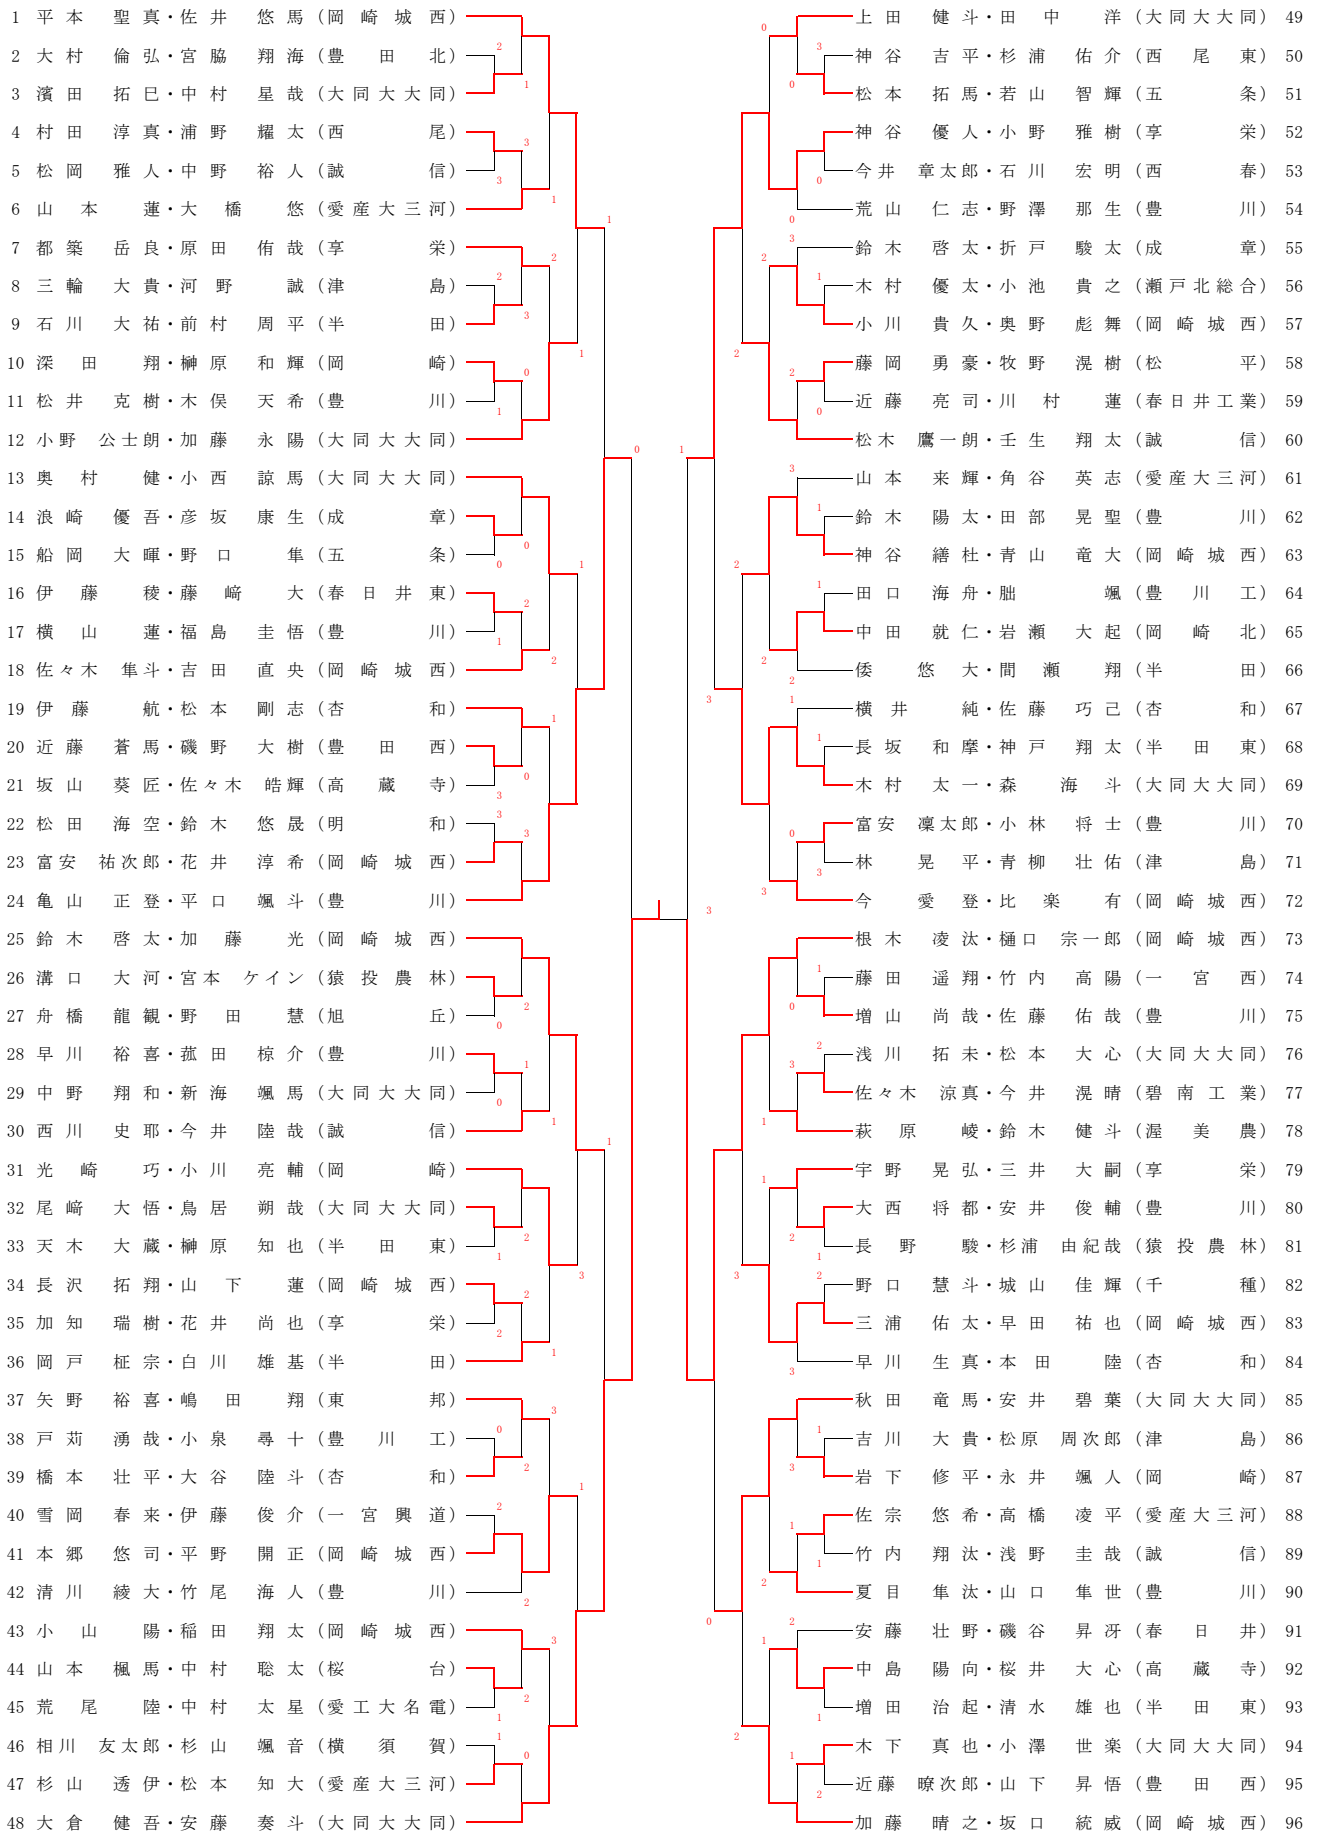 1 平本 聖真・佐井 悠馬 (岡崎城西)
2 大村 倫弘・宮脇 翔海 (豊田北)
3 濱田 拓巳・中村 星哉 (大同大大同)
4 村田 淳真・浦野 耀太 (西尾)
5 松岡 雅人・中野 裕人 (誠信)
6 山本 蓮・大橋 悠 (愛産大三河)
7 都築 岳良・原田 侑哉 (享栄)
8 三輪 大貴・河野 誠 (津島)
9 石川 大祐・前村 周平 (半田)
10 深田 翔・榊原 和輝 (岡崎)
11 松井 克樹・木俣 天希 (豊川)
12 小野 公士朗・加藤 永陽 (大同大大同)
13 奥村 健・小西 諒馬 (大同大大同)
14 浪崎 優吾・彦坂 康生 (成章)
15 船岡 大暉・野口 隼 (五条)
16 伊藤 稜・藤﨑 大 (春日井東)
17 横山 蓮・福島 圭悟 (豊川)
18 佐々木 隼斗・吉田 直央 (岡崎城西)
19 伊藤 航・松本 剛志 (杏和)
20 近藤 蒼馬・磯野 大樹 (豊田西)
21 坂山 葵匠・佐々木 皓輝 (高蔵寺)
22 松田 海空・鈴木 悠晟 (明和)
23 富安 祐次郎・花井 淳希 (岡崎城西)
24 亀山 正登・平口 颯斗 (豊川)
25 鈴木 啓太・加藤 光 (岡崎城西)
26 溝口 大河・宮本 ケイン (猿投農林)
27 舟橋 龍観・野田 慧 (旭丘)
28 早川 裕喜・菰田 椋介 (豊川)
29 中野 翔和・新海 颯馬 (大同大大同)
30 西川 史耶・今井 陸哉 (誠信)
31 光崎 巧・小川 亮輔 (岡崎)
32 尾﨑 大悟・鳥居 朔哉 (大同大大同)
33 天木 大蔵・榊原 知也 (半田東)
34 長沢 拓翔・山下 蓮 (岡崎城西)
35 加知 瑞樹・花井 尚也 (享栄)
36 岡戸 柾宗・白川 雄基 (半田)
37 矢野 裕喜・嶋田 翔 (東邦)
38 戸苅 湧哉・小泉 尋十 (豊川工)
39 橋本 壮平・大谷 陸斗 (杏和)
40 雪岡 春来・伊藤 俊介 (一宮興道)
41 本郷 悠司・平野 開正 (岡崎城西)
42 清川 綾大・竹尾 海人 (豊川)
43 小山 陽・稲田 翔太 (岡崎城西)
44 山本 楓馬・中村 聡太 (桜台)
45 荒尾 陸・中村 太星 (愛工大名電)
46 相川 友太郎・杉山 颯音 (横須賀)
47 杉山 透伊・松本 知大 (愛産大三河)
48 大倉 健吾・安藤 奏斗 (大同大大同)
上田 健斗・田中 洋 (大同大大同) 49
神谷 吉平・杉浦 佑介 (西尾東) 50
松本 拓馬・若山 智輝 (五条) 51
神谷 優人・小野 雅樹 (享栄) 52
今井 章太郎・石川 宏明 (西春) 53
荒山 仁志・野澤 那生 (豊川) 54
鈴木 啓太・折戸 駿太 (成章) 55
木村 優太・小池 貴之 (瀬戸北総合) 56
小川 貴久・奥野 彪舞 (岡崎城西) 57
藤岡 勇豪・牧野 滉樹 (松平) 58
近藤 亮司・川村 蓮 (春日井工業) 59
松木 鷹一朗・壬生 翔太 (誠信) 60
山本 来輝・角谷 英志 (愛産大三河) 61
鈴木 陽太・田部 晃聖 (豊川) 62
神谷 繕杜・青山 竜大 (岡崎城西) 63
田口 海舟・朏 颯 (豊川工) 64
中田 就仁・岩瀬 大起 (岡崎北) 65
倭 悠大・間瀬 翔 (半田) 66
横井 純・佐藤 巧己 (杏和) 67
長坂 和摩・神戸 翔太 (半田東) 68
木村 太一・森 海斗 (大同大大同) 69
富安 凜太郎・小林 将士 (豊川) 70
林 晃平・青柳 壮佑 (津島) 71
今 愛登・比楽 有 (岡崎城西) 72
根木 凌汰・樋口 宗一郎 (岡崎城西) 73
藤田 遥翔・竹内 高陽 (一宮西) 74
増山 尚哉・佐藤 佑哉 (豊川) 75
浅川 拓未・松本 大心 (大同大大同) 76
佐々木 涼真・今井 滉晴 (碧南工業) 77
萩原 崚・鈴木 健斗 (渥美農) 78
宇野 晃弘・三井 大嗣 (享栄) 79
大西 将都・安井 俊輔 (豊川) 80
長野 駿・杉浦 由紀哉 (猿投農林) 81
野口 慧斗・城山 佳輝 (千種) 82
三浦 佑太・早田 祐也 (岡崎城西) 83
早川 生真・本田 陸 (杏和) 84
秋田 竜馬・安井 碧葉 (大同大大同) 85
吉川 大貴・松原 周次郎 (津島) 86
岩下 修平・永井 颯人 (岡崎) 87
佐宗 悠希・高橋 凌平 (愛産大三河) 88
竹内 翔汰・浅野 圭哉 (誠信) 89
夏目 隼汰・山口 隼世 (豊川) 90
安藤 壮野・磯谷 昇冴 (春日井) 91
中島 陽向・桜井 大心 (高蔵寺) 92
増田 治起・清水 雄也 (半田東) 93
木下 真也・小澤 世楽 (大同大大同) 94
近藤 暸次郎・山下 昇悟 (豊田西) 95
加藤 晴之・坂口 統威 (岡崎城西) 96